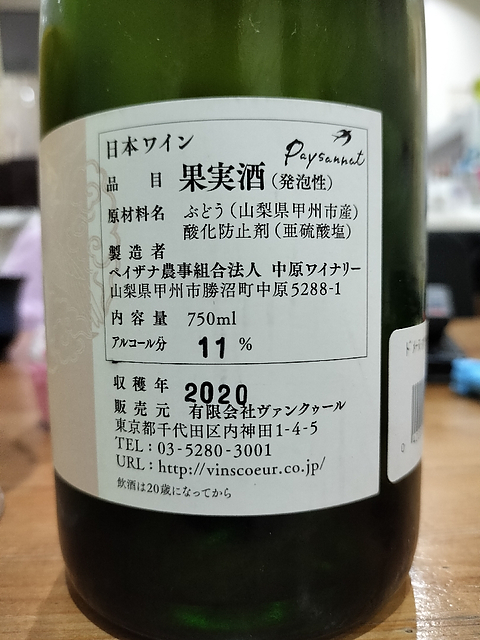 日本ワイン
Paysannat
品目 果実酒(発泡性)
原材料名 ぶどう(山梨県甲州市産)
酸化防止剤(亜硫酸塩)
製造者
ペイザナ農事組合法人 中原ワイナリー
山梨県甲州市勝沼町中原5288-1
内容量 750ml
アルコール分 11 %
収穫年 2020
販売元 有限会社ヴァンクゥール
東京都千代田区内神田1-4-5
TEL:03-5280-3001
URL:http://vinscoeur.co.jp/
飲酒は20歳になってから